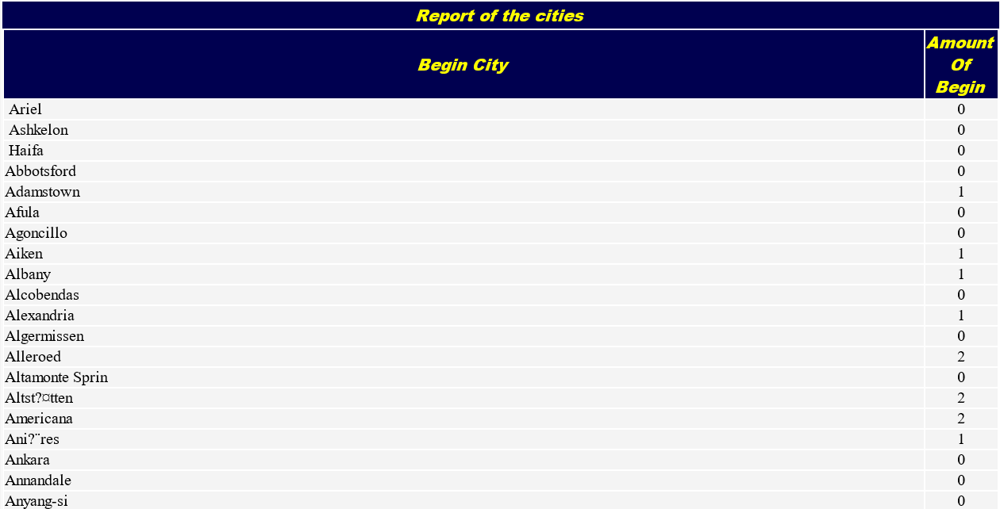 Report of the cities
Begin City
Amount
Of
Begin
Ariel 0
Ashkelon 0
Haifa 0
Abbotsford 0
Adamstown 1
Afula 0
Agoncillo 0
Aiken 1
Albany 1
Alcobendas 0
Alexandria 1
Algermissen 0
Alleroed 2
Altamonte Sprin 0
Altst?¤tten 2
Americana 2
Ani?¨res 1
Ankara 0
Annandale 0
Anyang-si 0